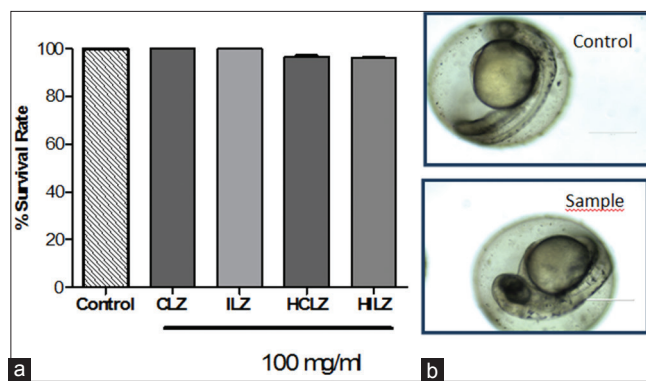 % Survival Rate
100
80
60
40
20
0
Control CLZ ILZ HCLZ HILZ
100 mg/ml
a
Control
Sample
b